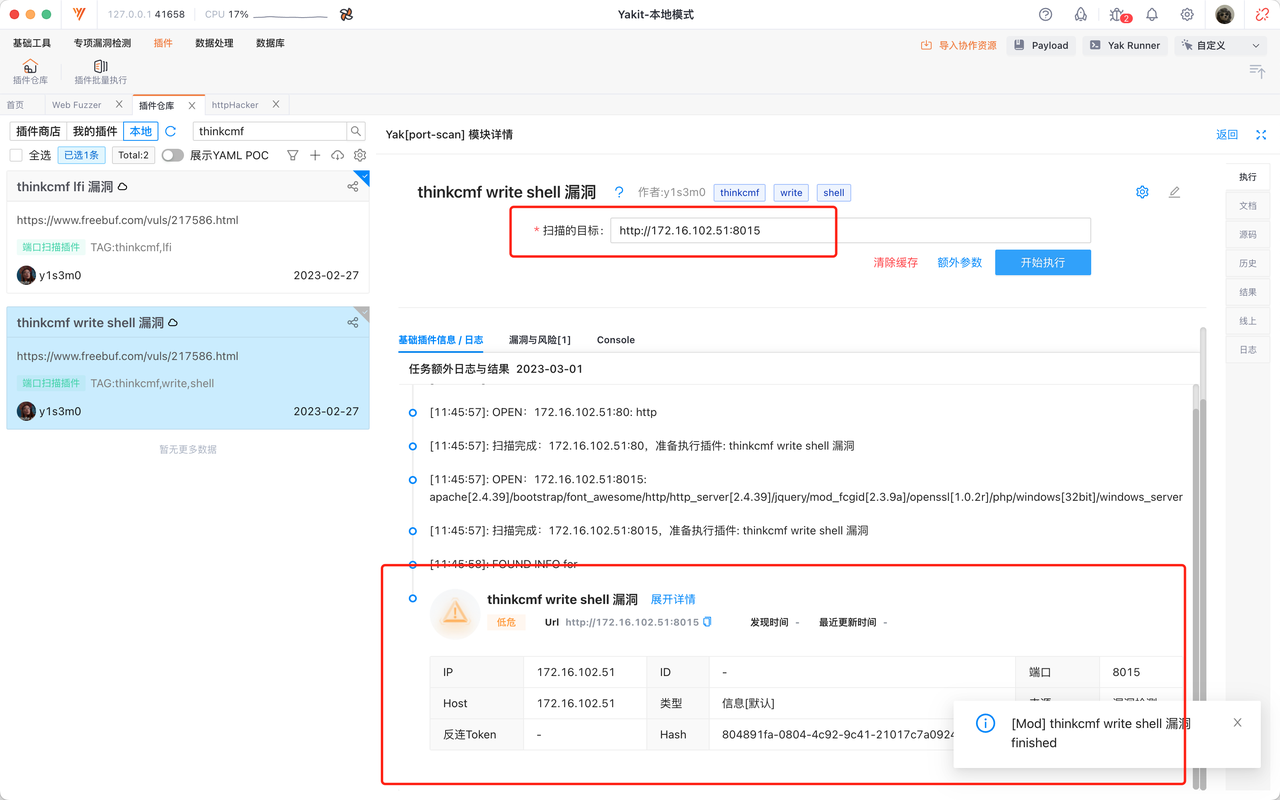 127.0.0.1 41658 CPU 17% Yakit-本地模式 2
基础工具 专项漏洞检测 插件 数据处理 数据库 导入协作资源 Payload Yak Runner 自定义
插件仓库 插件批量执行
首页 Web Fuzzer 插件仓库 httpHacker
插件商店 我的插件 本地 thinkcmf
全选 已选1条 Total:2 展示YAML POC
thinkcmf lfi 漏洞
https://www.freebuf.com/vuls/217586.html
端口扫描插件 TAG:thinkcmf,lfi
y1s3m0 2023-02-27
thinkcmf write shell 漏洞
https://www.freebuf.com/vuls/217586.html
端口扫描插件 TAG:thinkcmf,write,shell
y1s3m0 2023-02-27
暂无更多数据
Yak[port-scan] 模块详情 返回
thinkcmf write shell 漏洞 作者:y1s3m0 thinkcmf write shell
* 扫描的目标: http://172.16.102.51:8015
清除缓存 额外参数 开始执行
基础插件信息 / 日志 漏洞与风险[1] Console
任务额外日志与结果 2023-03-01
[11:45:57]: OPEN: 172.16.102.51:80: http
[11:45:57]: 扫描完成: 172.16.102.51:80，准备执行插件: thinkcmf write shell 漏洞
[11:45:57]: OPEN: 172.16.102.51:8015:
apache[2.4.39]/bootstrap/font_awesome/http/http_server[2.4.39]/jquery/mod_fcgid[2.3.9a]/openssl[1.0.2r]/php/windows[32bit]/windows_server
[11:45:57]: 扫描完成: 172.16.102.51:8015，准备执行插件: thinkcmf write shell 漏洞
[11:45:58]: FOUND INFO for
thinkcmf write shell 漏洞 展开详情
低危 Url http://172.16.102.51:8015 发现时间 - 最近更新时间 -
IP 172.16.102.51 ID - 端口 8015
Host 172.16.102.51 类型 信息[默认]
反连Token - Hash 804891fa-0804-4c92-9c41-21017c7a0924
[Mod] thinkcmf write shell 漏洞
finished
执行
文档
源码
历史
结果
线上
日志